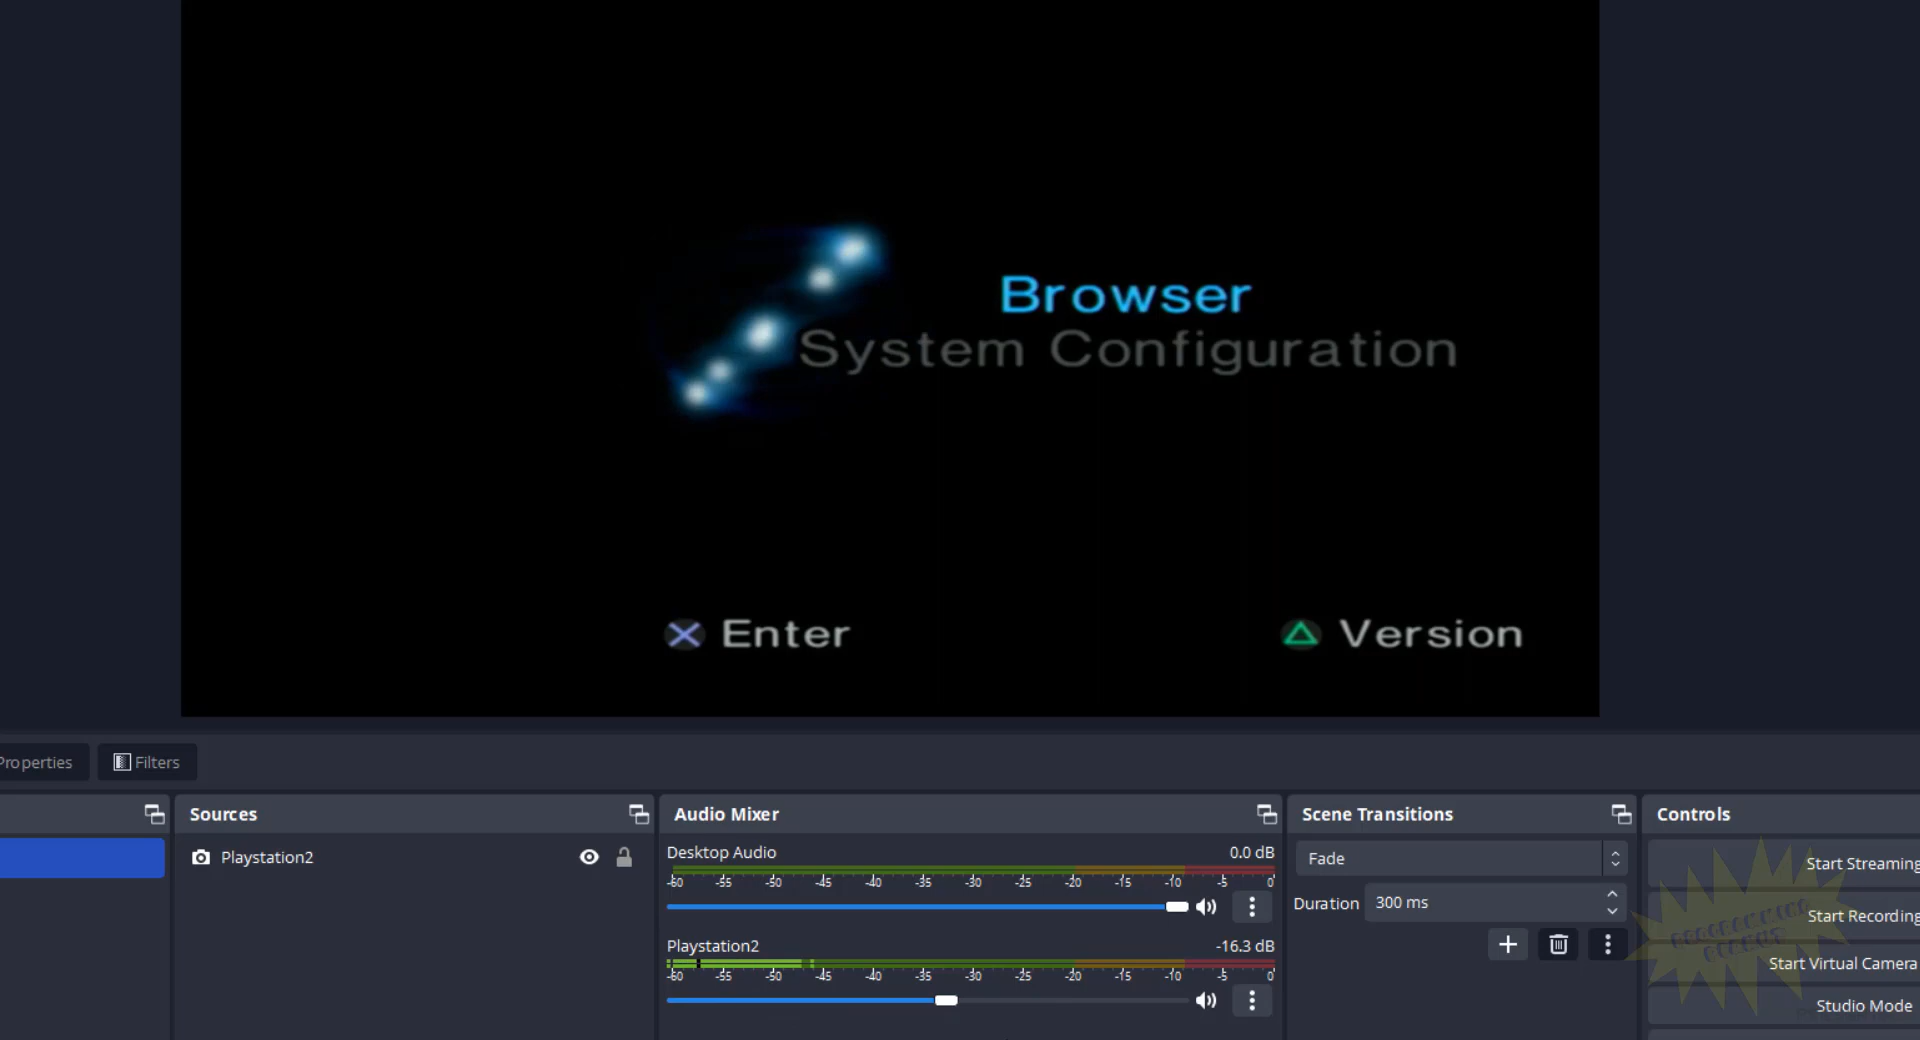 Browser
System Configuration
Enter
Version
Properties
Filters
Sources
Audio Mixer
Scene Transitions
Controls
Playstation2
Desktop Audio
0.0 dB
-60 -55 -50 -45 -40 -35 -30 -25 -20 -15 -10 -5 0
Playstation2
-16.3 dB
-60 -55 -50 -45 -40 -35 -30 -25 -20 -15 -10 -5 0
Fade
Duration
300 ms
Start Streaming
Start Recording
Start Virtual Camera
Studio Mode